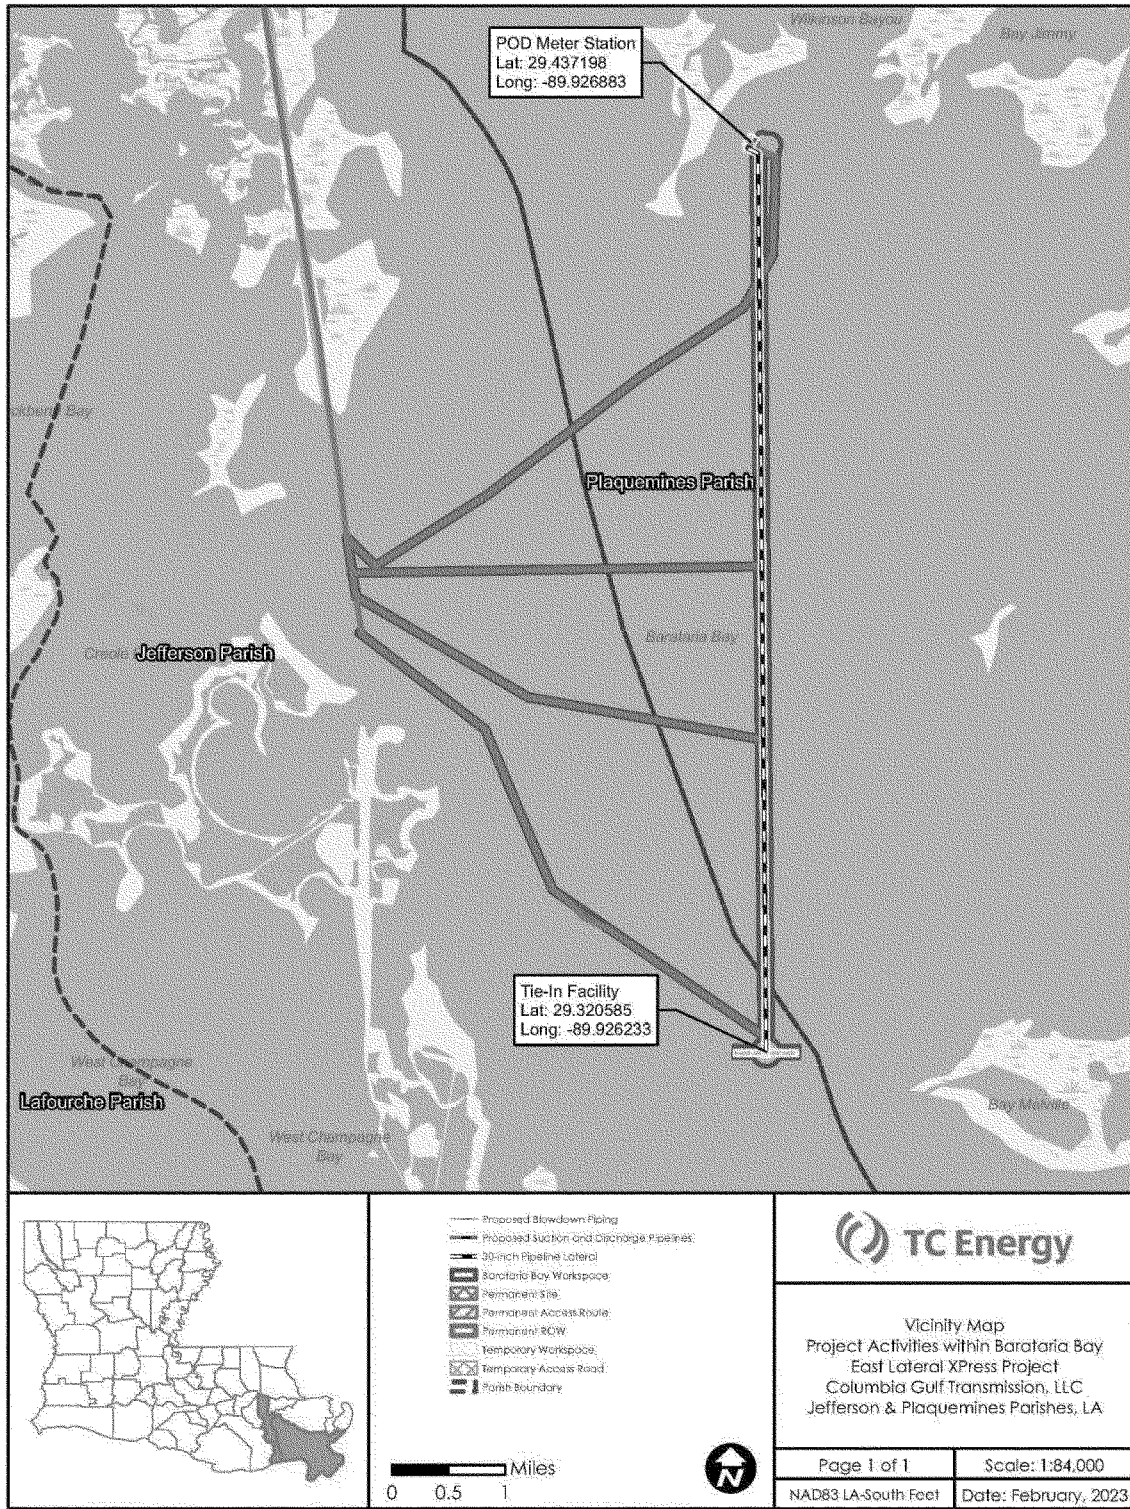 Wilkinson Bayou
Bay Jimmy
POD Meter Station
Lat: 29.437198
Long: -89.926883
Bay
Plaquemines Parish
Barataria Bay
Creole
Jefferson Parish
Tie-In Facility
Lat: 29.320585
Long: -89.926233
West Champagne
Bay
Lafourche Parish
Bay Melville
West Champagne
Bay
Proposed Blowdown Piping
Proposed Suction and Discharge Pipelines
30-inch Pipeline Lateral
Barataria Bay Workspace
Permanent Site
Permanent Access Route
Permanent ROW
Temporary Workspace
Temporary Access Road
Parish Boundary
Miles
0 0.5 1
N
TC Energy
Vicinity Map
Project Activities within Barataria Bay
East Lateral XPress Project
Columbia Gulf Transmission, LLC
Jefferson & Plaquemines Parishes, LA
Page 1 of 1
Scale: 1:84,000
NAD83 LA-South Feet
Date: February, 2023